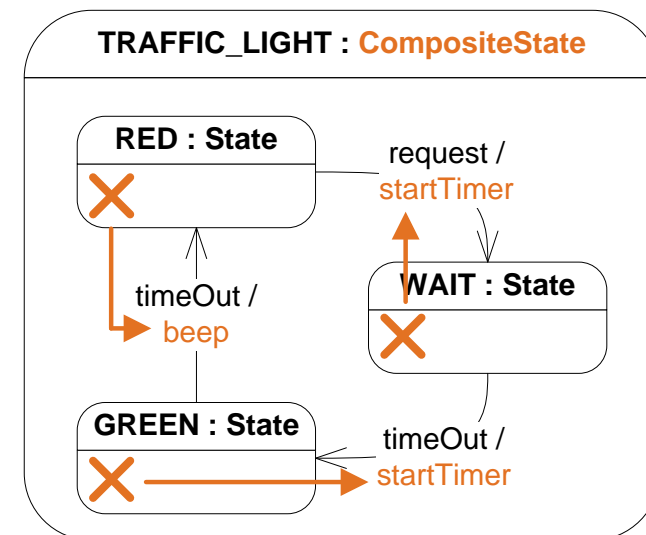 TRAFFIC_LIGHT : CompositeState
RED : State
request /
startTimer
WAIT : State
timeOut /
beep
GREEN : State
timeOut /
startTimer